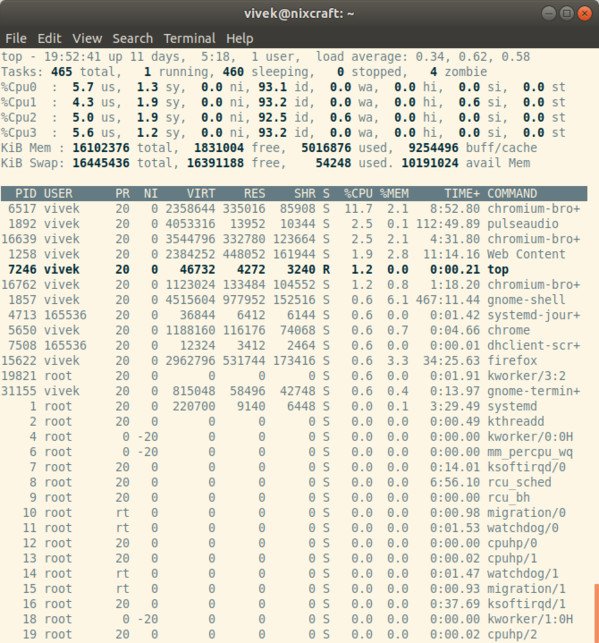 vivek@nixcraft: ~
File Edit View Search Terminal Help
top - 19:52:41 up 11 days,  5:18,  1 user,  load average: 0.34, 0.62, 0.58
Tasks: 465 total,   1 running, 460 sleeping,   0 stopped,   4 zombie
%Cpu0  :  5.7 us,  1.3 sy,  0.0 ni, 93.1 id,  0.0 wa,  0.0 hi,  0.0 si,  0.0 st
%Cpu1  :  4.3 us,  1.9 sy,  0.0 ni, 93.2 id,  0.0 wa,  0.0 hi,  0.6 si,  0.0 st
%Cpu2  :  5.0 us,  1.9 sy,  0.0 ni, 92.5 id,  0.6 wa,  0.0 hi,  0.0 si,  0.0 st
%Cpu3  :  5.6 us,  1.2 sy,  0.0 ni, 93.2 id,  0.0 wa,  0.0 hi,  0.0 si,  0.0 st
KiB Mem : 16102376 total,  1831004 free,  5016876 used,  9254496 buff/cache
KiB Swap: 16445436 total, 16391188 free,    54248 used. 10191024 avail Mem
PID USER      PR  NI    VIRT    RES    SHR S  %CPU %MEM     TIME+ COMMAND
6517 vivek     20   0 2358644 335016  85908 S  11.7  2.1   8:52.80 chromium-bro+
1892 vivek     20   0 4053316  13952  10344 S   2.5  0.1 112:49.89 pulseaudio
16639 vivek     20   0 3544796 332780 123664 S   2.5  2.1   4:31.80 chromium-bro+
1258 vivek     20   0 2384252 448052 161944 S   1.9  2.8  11:14.16 Web Content
7246 vivek     20   0   46732   4272   3240 R   1.2  0.0   0:00.21 top
16762 vivek     20   0 1123024 133484 104552 S   1.2  0.8   1:18.20 chromium-bro+
1857 vivek     20   0 4515604 977952 152516 S   0.6  6.1 467:11.44 gnome-shell
4713 165536    20   0   36844   6412   6144 S   0.6  0.0   0:01.42 systemd-jour+
5650 vivek     20   0 1188160 116176  74068 S   0.6  0.7   0:04.66 chrome
7508 165536    20   0   12324   3412   2464 S   0.6  0.0   0:00.01 dhclient-scr+
15622 vivek     20   0 2962796 531744 173416 S   0.6  3.3  34:25.63 firefox
19821 root      20   0       0      0      0 S   0.6  0.0   0:01.91 kworker/3:2
31155 vivek     20   0  815048  58496  42748 S   0.6  0.4   0:13.97 gnome-termin+
1 root      20   0  220700   9140   6448 S   0.0  0.1   3:29.49 systemd
2 root      20   0       0      0      0 S   0.0  0.0   0:00.49 kthreadd
4 root       0 -20       0      0      0 S   0.0  0.0   0:00.00 kworker/0:0H
6 root       0 -20       0      0      0 S   0.0  0.0   0:00.00 mm_percpu_wq
7 root      20   0       0      0      0 S   0.0  0.0   0:14.01 ksoftirqd/0
8 root      20   0       0      0      0 S   0.0  0.0   6:56.10 rcu_sched
9 root      20   0       0      0      0 S   0.0  0.0   0:00.00 rcu_bh
10 root      rt   0       0      0      0 S   0.0  0.0   0:00.98 migration/0
11 root      rt   0       0      0      0 S   0.0  0.0   0:01.53 watchdog/0
12 root      20   0       0      0      0 S   0.0  0.0   0:00.00 cpuhp/0
13 root      20   0       0      0      0 S   0.0  0.0   0:00.02 cpuhp/1
14 root      rt   0       0      0      0 S   0.0  0.0   0:01.47 watchdog/1
15 root      rt   0       0      0      0 S   0.0  0.0   0:00.93 migration/1
16 root      20   0       0      0      0 S   0.0  0.0   0:37.69 ksoftirqd/1
18 root       0 -20       0      0      0 S   0.0  0.0   0:00.00 kworker/1:0H
19 root      20   0       0      0      0 S   0.0  0.0   0:00.02 cpuhp/2